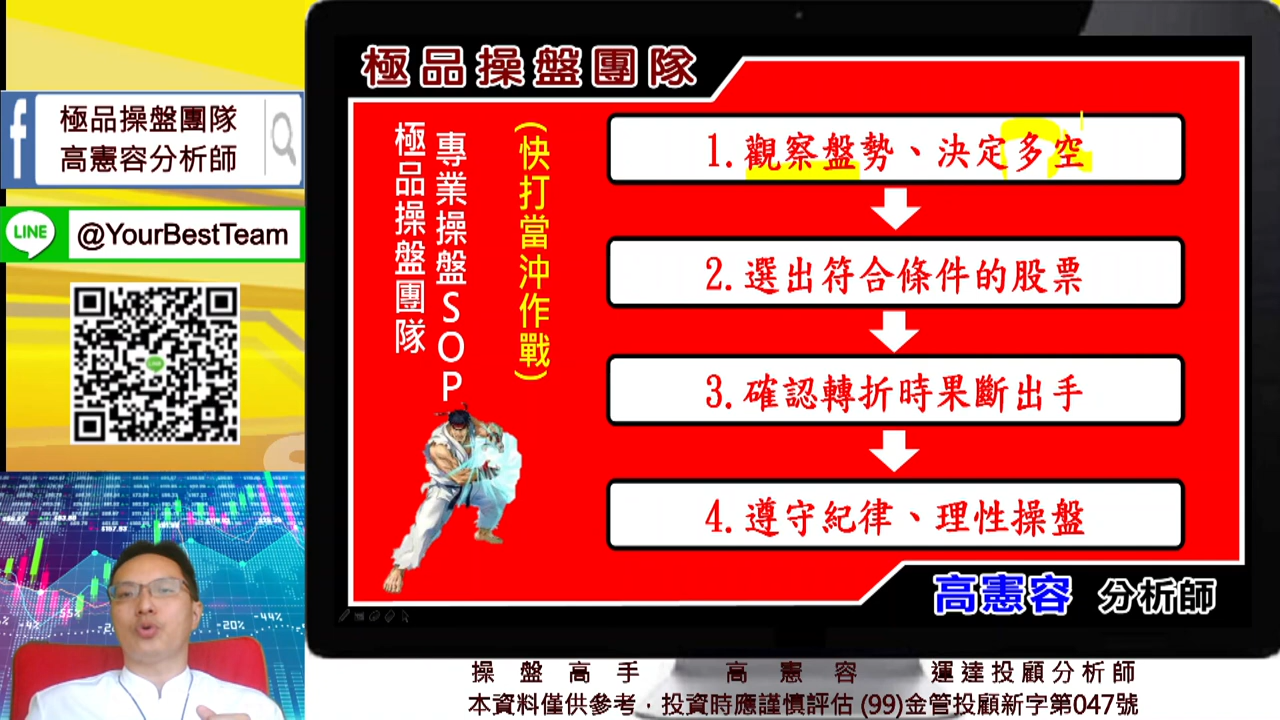 極品操盤團隊
高憲容分析師
LINE
@YourBestTeam
極品操盤團隊
極品操盤團隊
專業操盤SOP
(快打當沖作戰)
1.觀察盤勢、決定多空
2.選出符合條件的股票
3.確認轉折時果斷出手
4.遵守紀律、理性操盤
高憲容 分析師
操盤高手 高憲容 運達投顧分析師
本資料僅供參考,投資時應謹慎評估 (99)金管投顧新字第047號
-20%
-44%